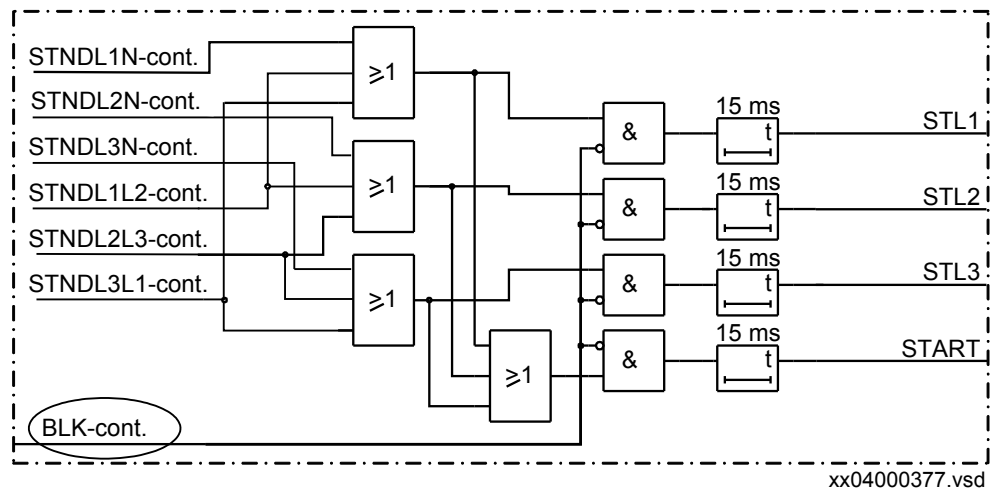 STNDL1N-cont.
STNDL2N-cont.
STNDL3N-cont.
STNDL1L2-cont.
STNDL2L3-cont.
STNDL3L1-cont.
BLK-cont.
≥1
≥1
≥1
≥1
&
15 ms
t
STL1
&
15 ms
t
STL2
&
15 ms
t
STL3
&
15 ms
t
START
xx04000377.vsd